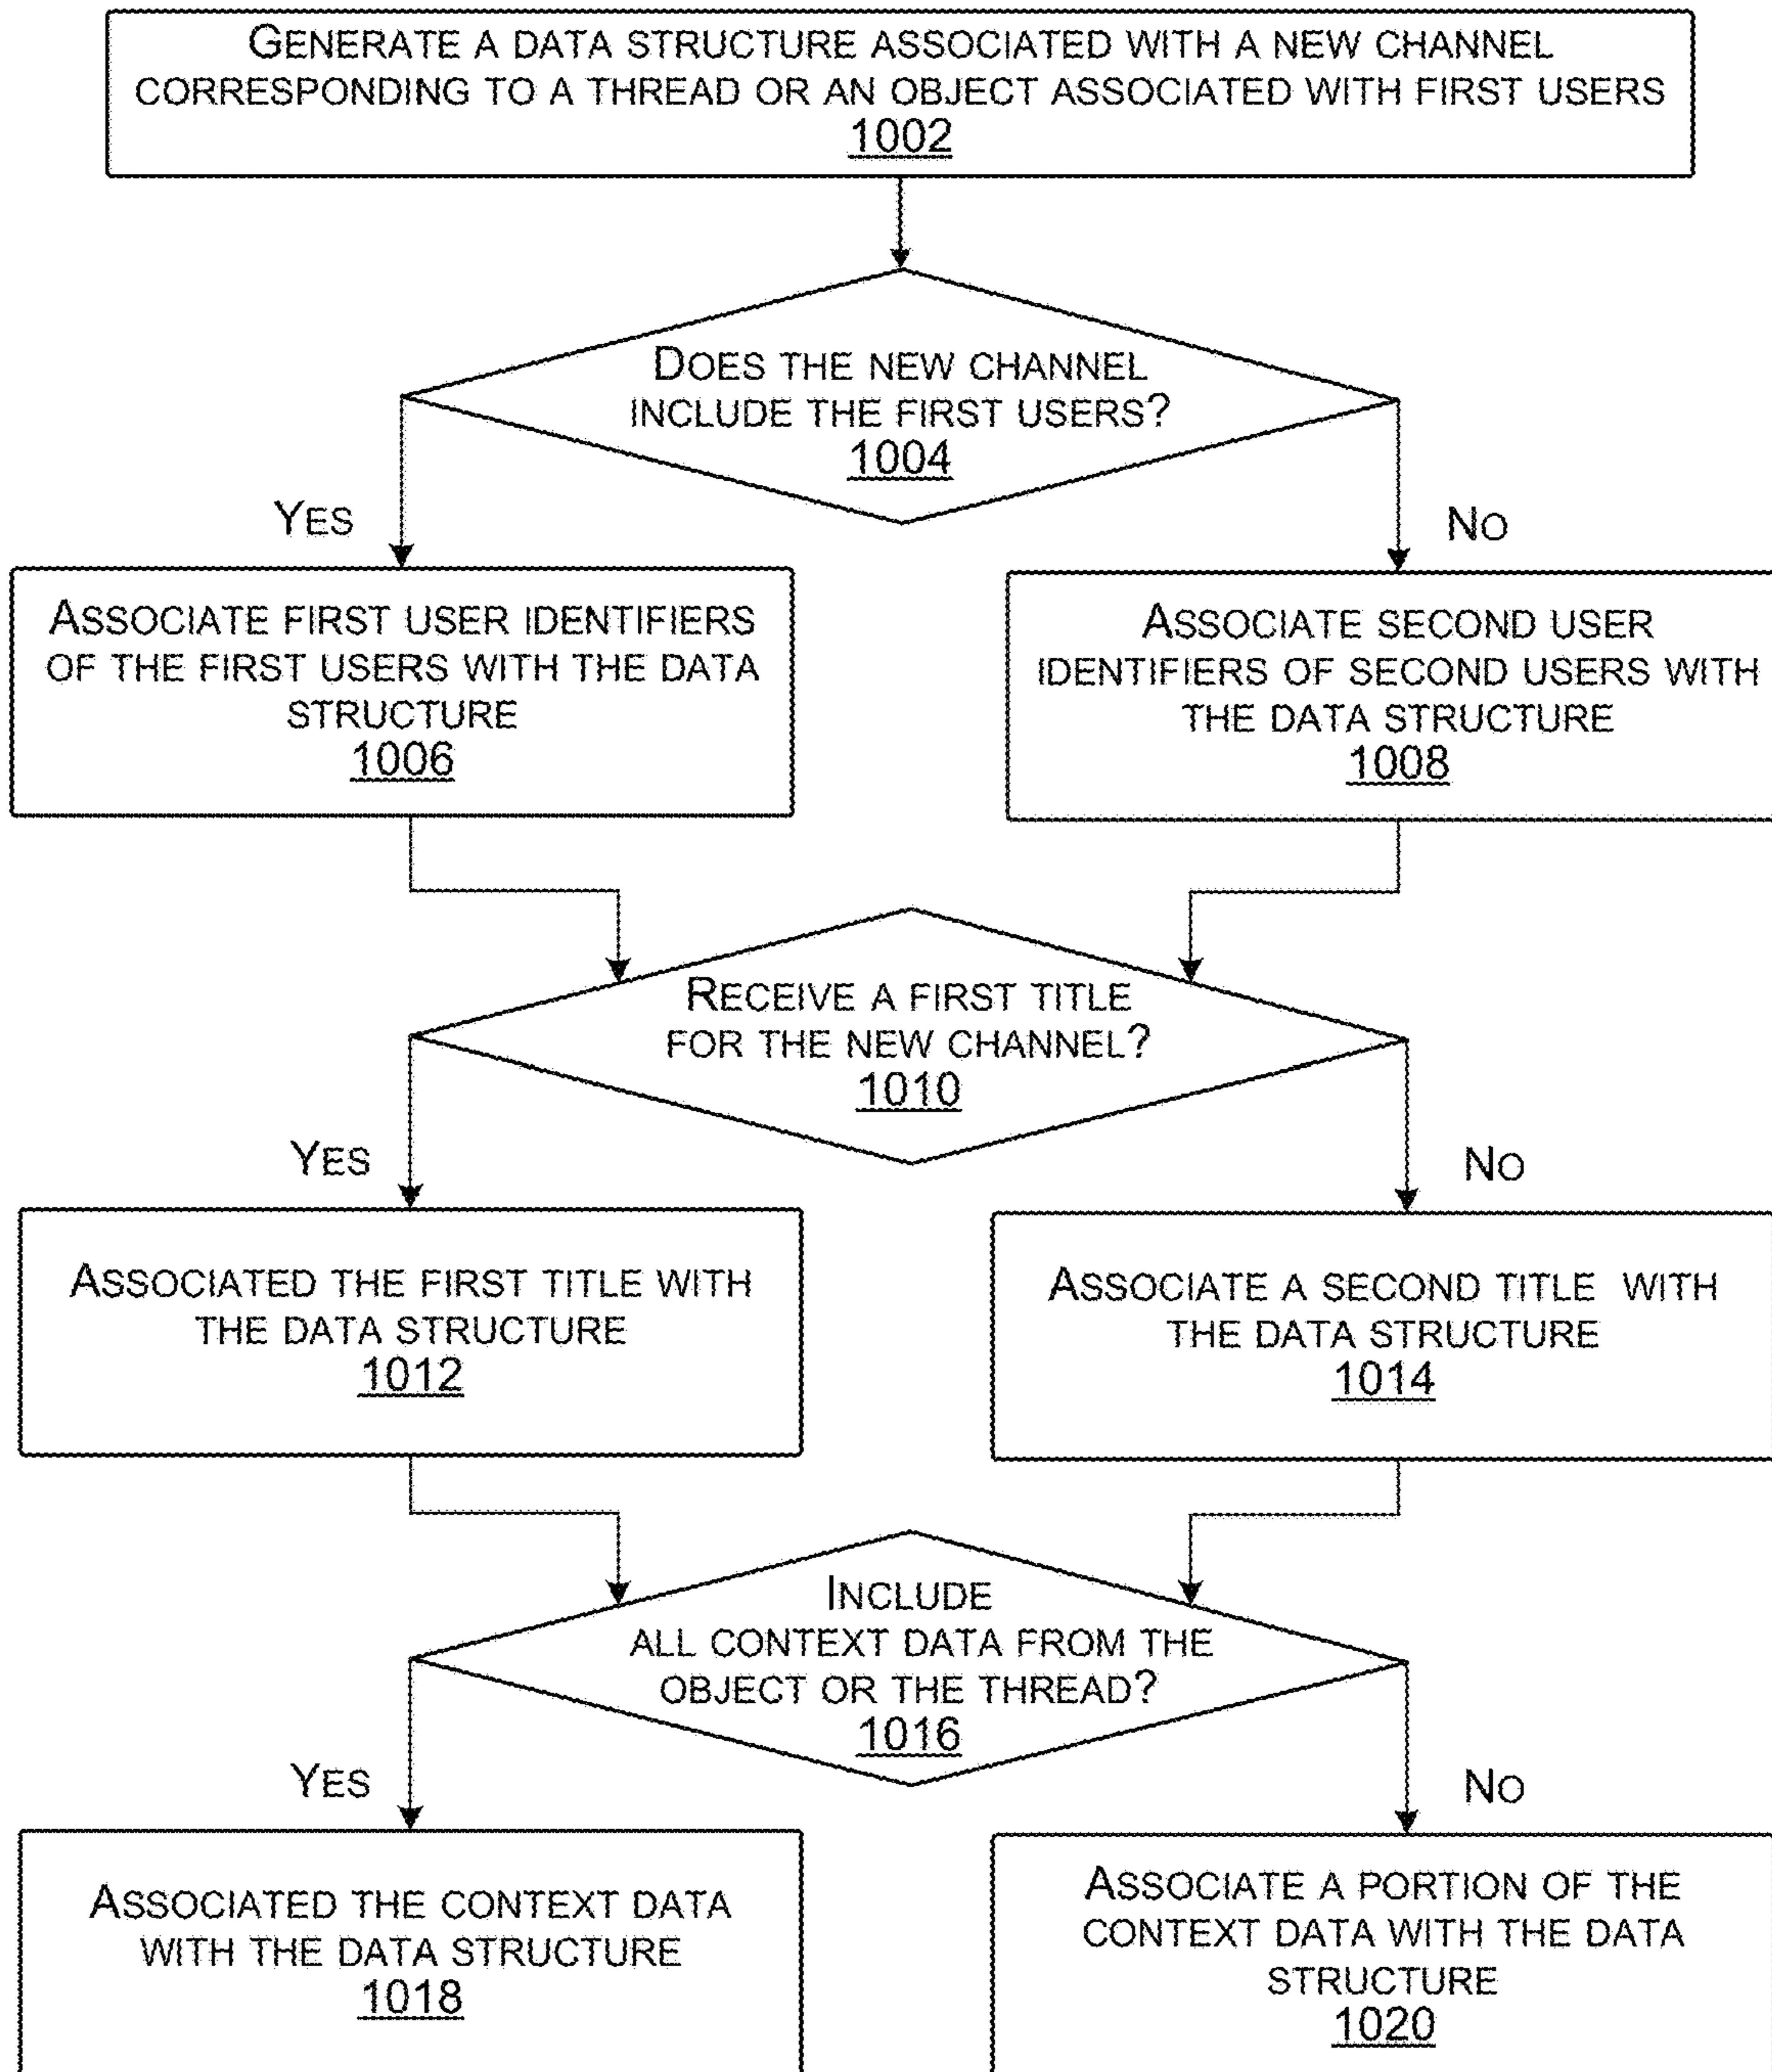 GENERATE A DATA STRUCTURE ASSOCIATED WITH A NEW CHANNEL
CORRESPONDING TO A THREAD OR AN OBJECT ASSOCIATED WITH FIRST USERS
1002
DOES THE NEW CHANNEL
INCLUDE THE FIRST USERS?
1004
YES
NO
ASSOCIATE FIRST USER IDENTIFIERS
OF THE FIRST USERS WITH THE DATA
STRUCTURE
1006
ASSOCIATE SECOND USER
IDENTIFIERS OF SECOND USERS WITH
THE DATA STRUCTURE
1008
RECEIVE A FIRST TITLE
FOR THE NEW CHANNEL?
1010
YES
NO
ASSOCIATED THE FIRST TITLE WITH
THE DATA STRUCTURE
1012
ASSOCIATE A SECOND TITLE WITH
THE DATA STRUCTURE
1014
INCLUDE
ALL CONTEXT DATA FROM THE
OBJECT OR THE THREAD?
1016
YES
NO
ASSOCIATED THE CONTEXT DATA
WITH THE DATA STRUCTURE
1018
ASSOCIATE A PORTION OF THE
CONTEXT DATA WITH THE DATA
STRUCTURE
1020